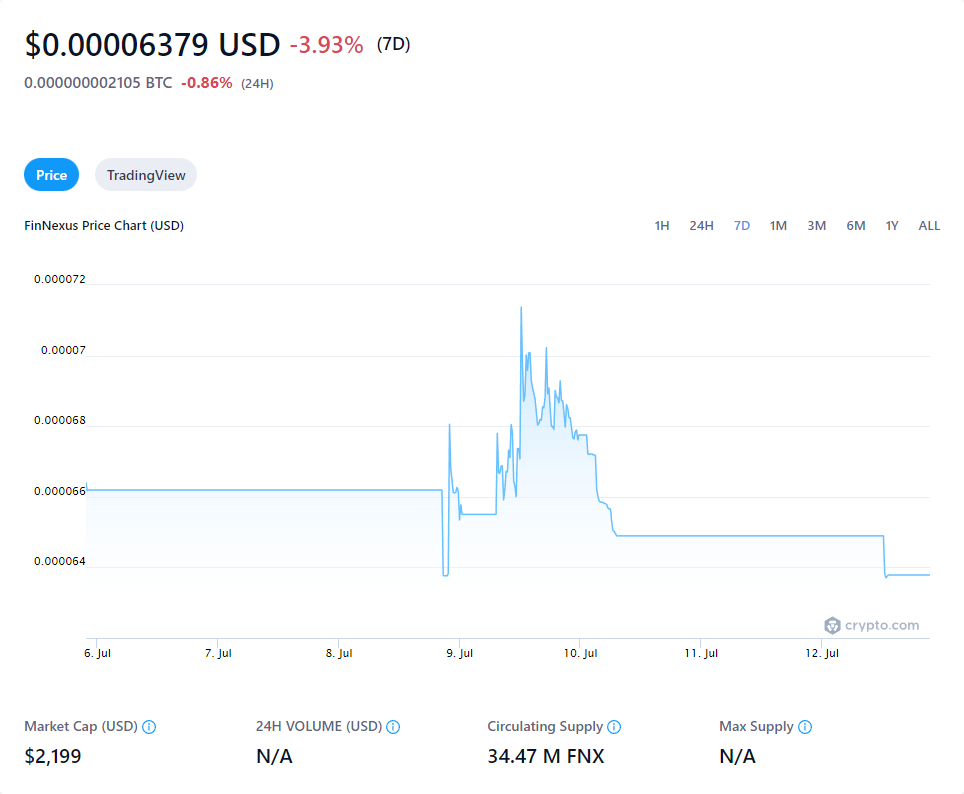 $0.00006379 USD -3.93% (7D)
0.000000002105 BTC -0.86% (24H)
Price TradingView
FinNexus Price Chart (USD) 1H 24H 7D 1M 3M 6M 1Y ALL
0.000072
0.00007
0.000068
0.000066
0.000064
crypto.com
6. Jul 7. Jul 8. Jul 9. Jul 10. Jul 11. Jul 12. Jul
Market Cap (USD) 24H VOLUME (USD) Circulating Supply Max Supply
$2,199 N/A 34.47 M FNX N/A